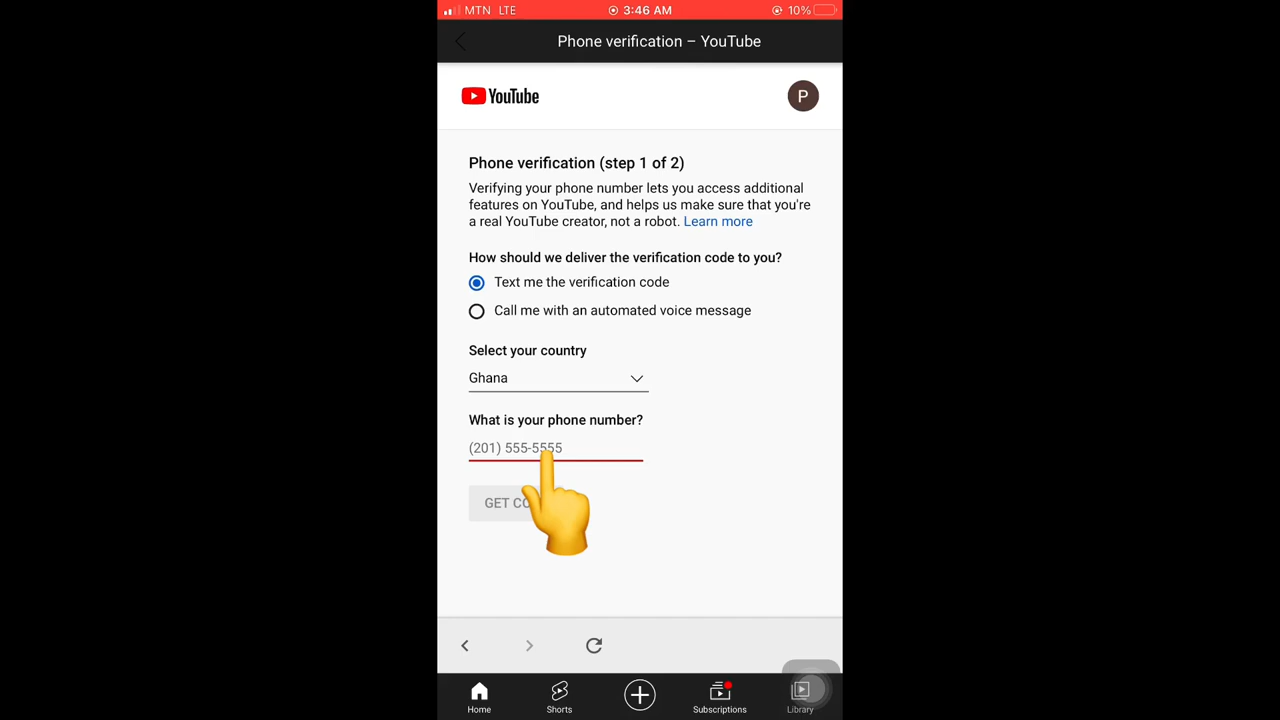 MTN LTE 3:46 AM 10%
Phone verification – YouTube
YouTube
P
Phone verification (step 1 of 2)
Verifying your phone number lets you access additional
features on YouTube, and helps us make sure that you're
a real YouTube creator, not a robot. Learn more
How should we deliver the verification code to you?
Text me the verification code
Call me with an automated voice message
Select your country
Ghana
What is your phone number?
(201) 555-5555
GET
Home Shorts Subscriptions Library